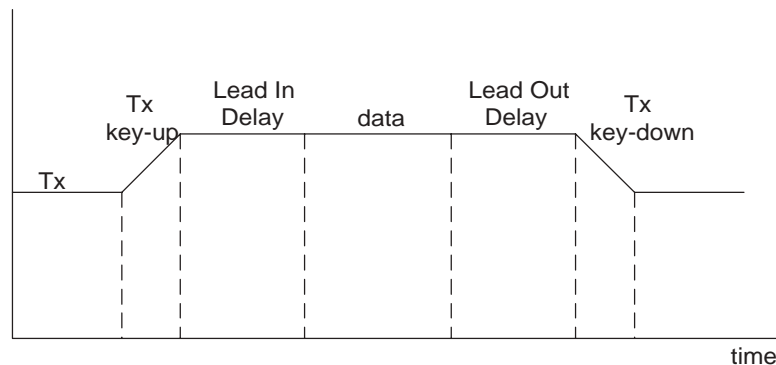 Tx
key-up
Lead In
Delay
data
Lead Out
Delay
Tx
key-down
Tx
time